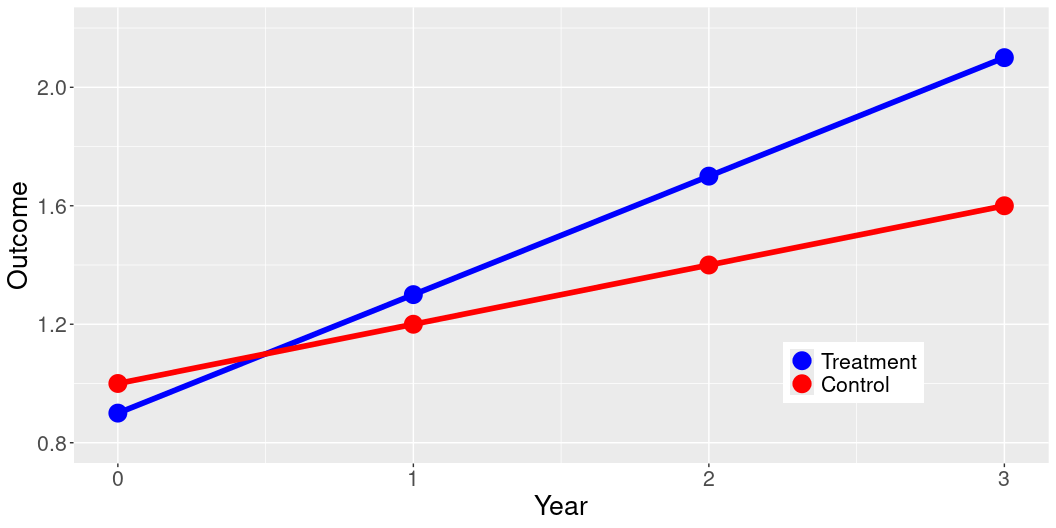 2.0
1.6
1.2
0.8
Outcome
Treatment
Control
0 1 2 3
Year